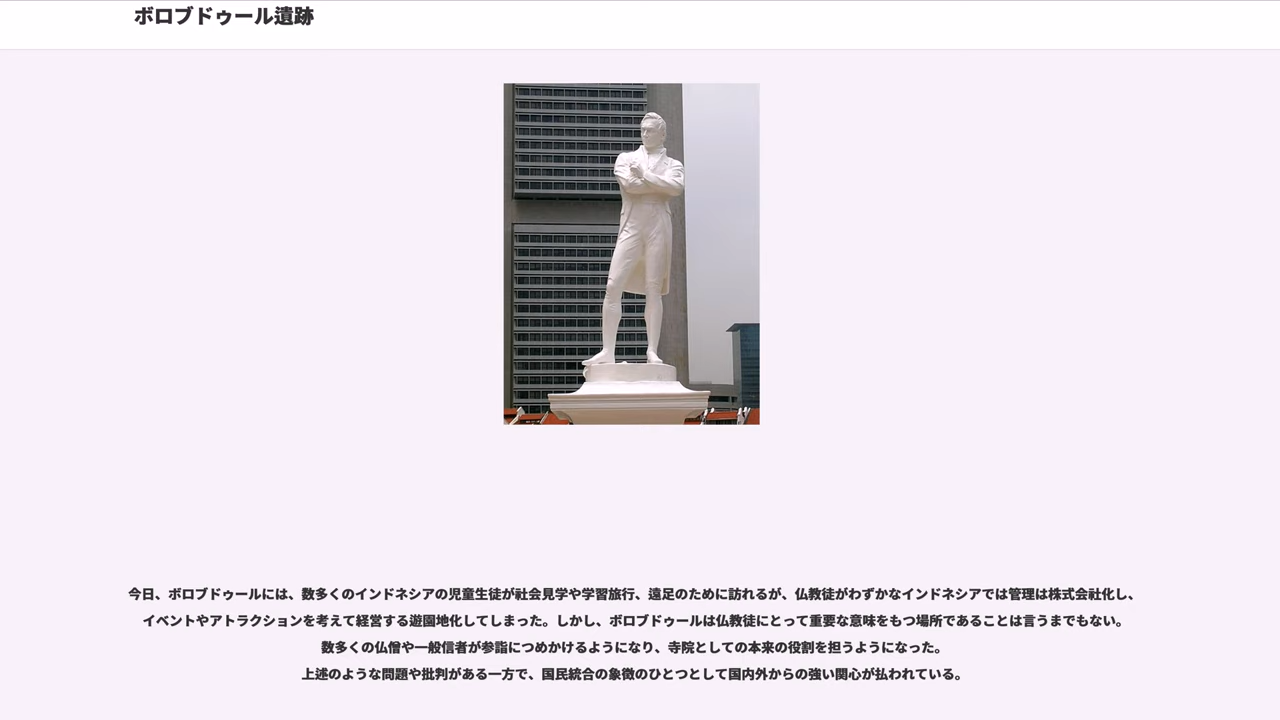 ボロブドゥール遺跡
今日、ボロブドゥールには、数多くのインドネシアの児童生徒が社会見学や学習旅行、遠足のために訪れるが、仏教徒がわずかなインドネシアでは管理は株式会社化し、
イベントやアトラクションを考えて経営する遊園地化してしまった。しかし、ボロブドゥールは仏教徒にとって重要な意味をもつ場所であることは言うまでもない。
数多くの仏僧や一般信者が参詣につめかけるようになり、寺院としての本来の役割を担うようになった。
上述のような問題や批判がある一方で、国民統合の象徴のひとつとして国内外からの強い関心が払われている。